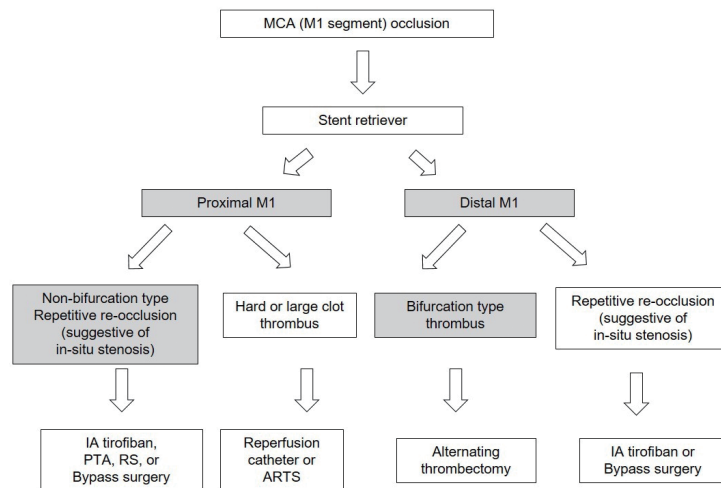 MCA (M1 segment) occlusion
Stent retriever
Proximal M1
Distal M1
Non-bifurcation type
Repetitive re-occlusion
(suggestive of
in-situ stenosis)
Hard or large clot
thrombus
Bifurcation type
thrombus
Repetitive re-occlusion
(suggestive of
in-situ stenosis)
IA tirofiban,
PTA, RS, or
Bypass surgery
Reperfusion
catheter or
ARTS
Alternating
thrombectomy
IA tirofiban or
Bypass surgery